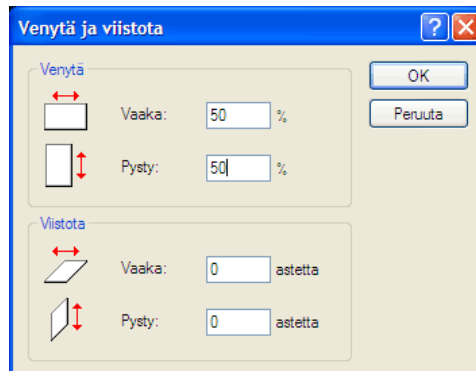 Venytä ja viistota
Venytä
Vaaka: 50 %
Pysty: 50 %
OK
Peruuta
Viistota
Vaaka: 0 astetta
Pysty: 0 astetta